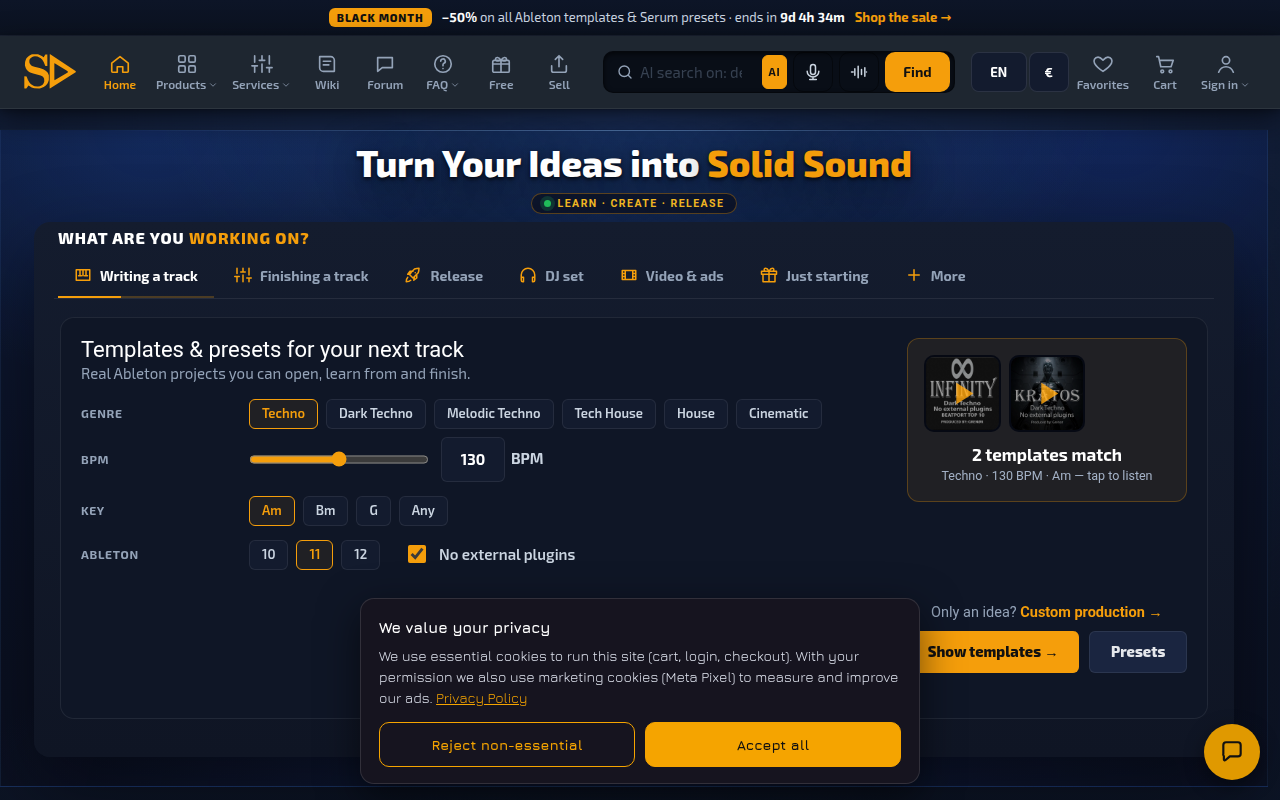 BLACK MONTH −50% on all Ableton templates & Serum presets · ends in 9d 4h 34m Shop the sale →
Home
Products
Services
Wiki
Forum
FAQ
Free
Sell
AI search on: de
AI
Find
EN
€
Favorites
Cart
Sign in
Turn Your Ideas into Solid Sound
LEARN · CREATE · RELEASE
WHAT ARE YOU WORKING ON?
Writing a track
Finishing a track
Release
DJ set
Video & ads
Just starting
More
Templates & presets for your next track
Real Ableton projects you can open, learn from and finish.
GENRE
Techno
Dark Techno
Melodic Techno
Tech House
House
Cinematic
BPM
130 BPM
KEY
Am
Bm
G
Any
ABLETON
10
11
12
No external plugins
INFINITY
Dark Techno
No external plugins
BEATPORT TOP 10
KRATOS
Dark Techno
No external plugins
2 templates match
Techno · 130 BPM · Am — tap to listen
Only an idea? Custom production →
Show templates →
Presets
We value your privacy
We use essential cookies to run this site (cart, login, checkout). With your
permission we also use marketing cookies (Meta Pixel) to measure and improve
our ads. Privacy Policy
Reject non-essential
Accept all